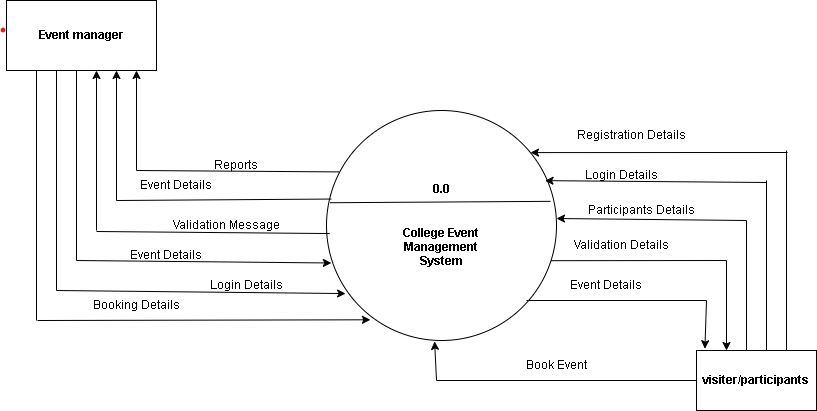 Event manager
Registration Details
Reports
Login Details
Event Details
0.0
Participants Details
Validation Message
College Event
Management
System
Validation Details
Event Details
Login Details
Event Details
Booking Details
Book Event
visiter/participants